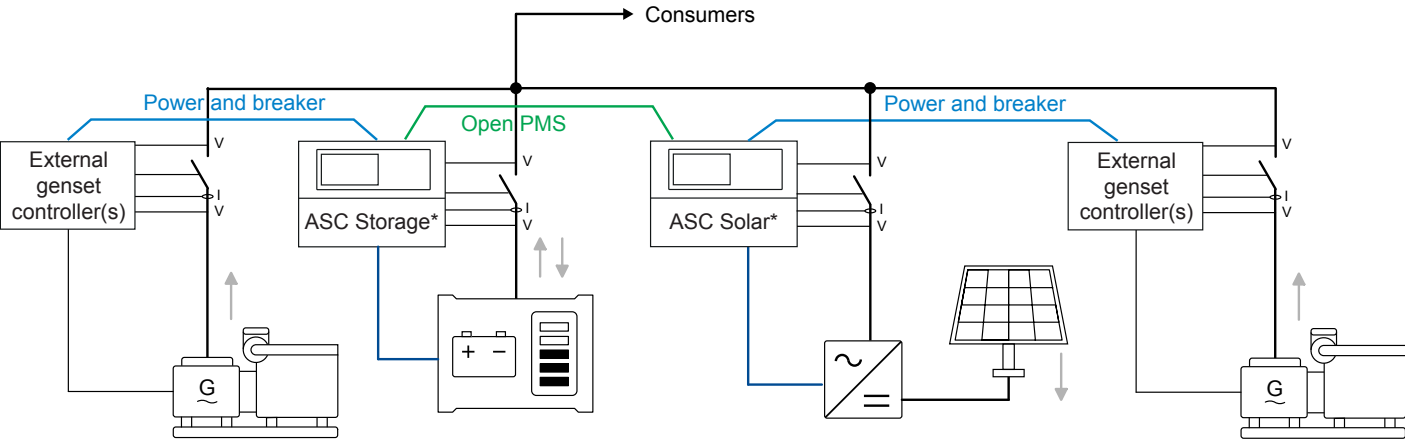 Consumers
Power and breaker
Open PMS
Power and breaker
External
genset
controller(s)
V
I
V
ASC Storage*
V
I
V
ASC Solar*
V
I
V
External
genset
controller(s)
V
I
V
G
+ −
G